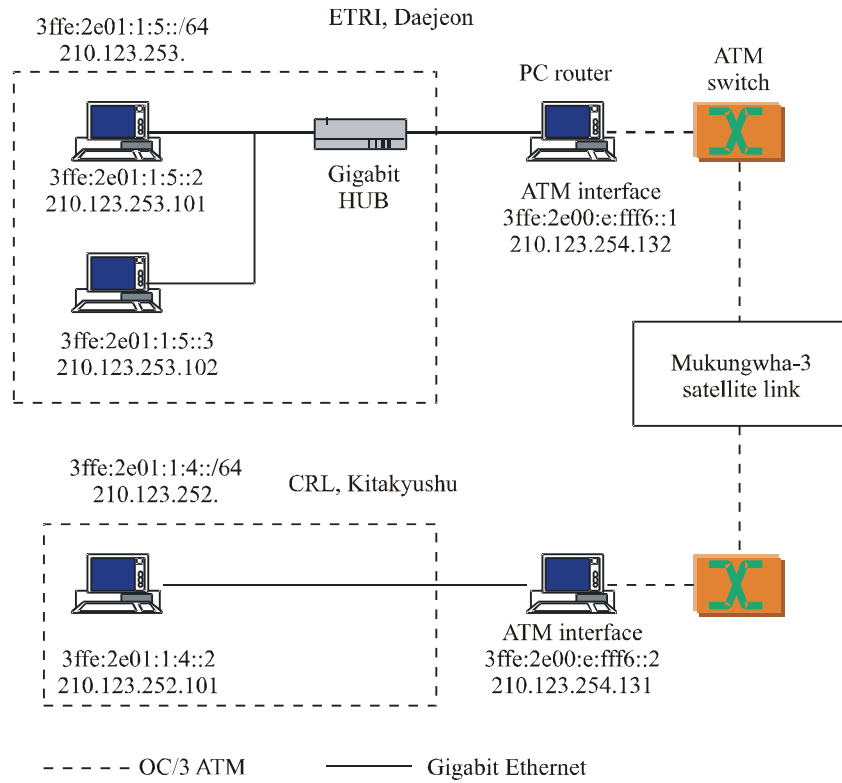 ETRI, Daejeon
3ffe:2e01:1:5::/64
210.123.253.
PC router
ATM
switch
3ffe:2e01:1:5::2
210.123.253.101
Gigabit
HUB
ATM interface
3ffe:2e00:e:fff6::1
210.123.254.132
3ffe:2e01:1:5::3
210.123.253.102
Mukungwha-3
satellite link
3ffe:2e01:1:4::/64
210.123.252.
CRL, Kitakyushu
3ffe:2e01:1:4::2
210.123.252.101
ATM interface
3ffe:2e00:e:fff6::2
210.123.254.131
OC/3 ATM
Gigabit Ethernet